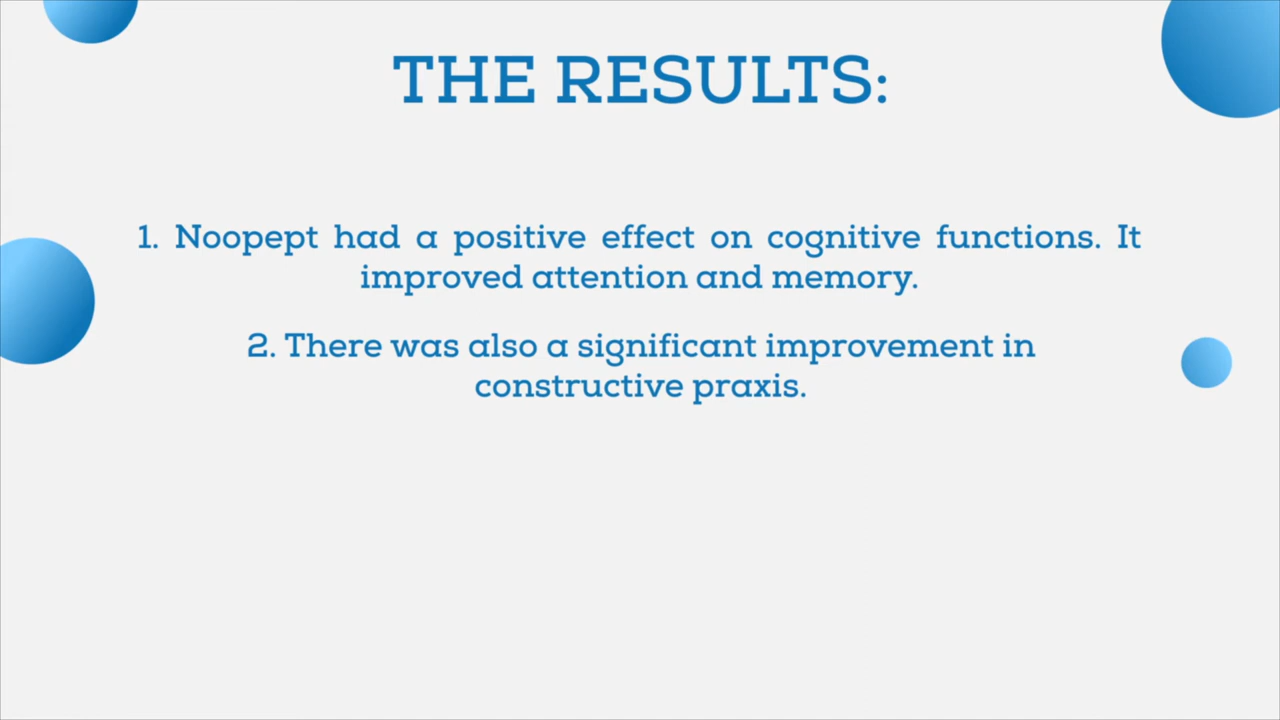 THE RESULTS:
1. Noopept had a positive effect on cognitive functions. It
improved attention and memory.
2. There was also a significant improvement in
constructive praxis.